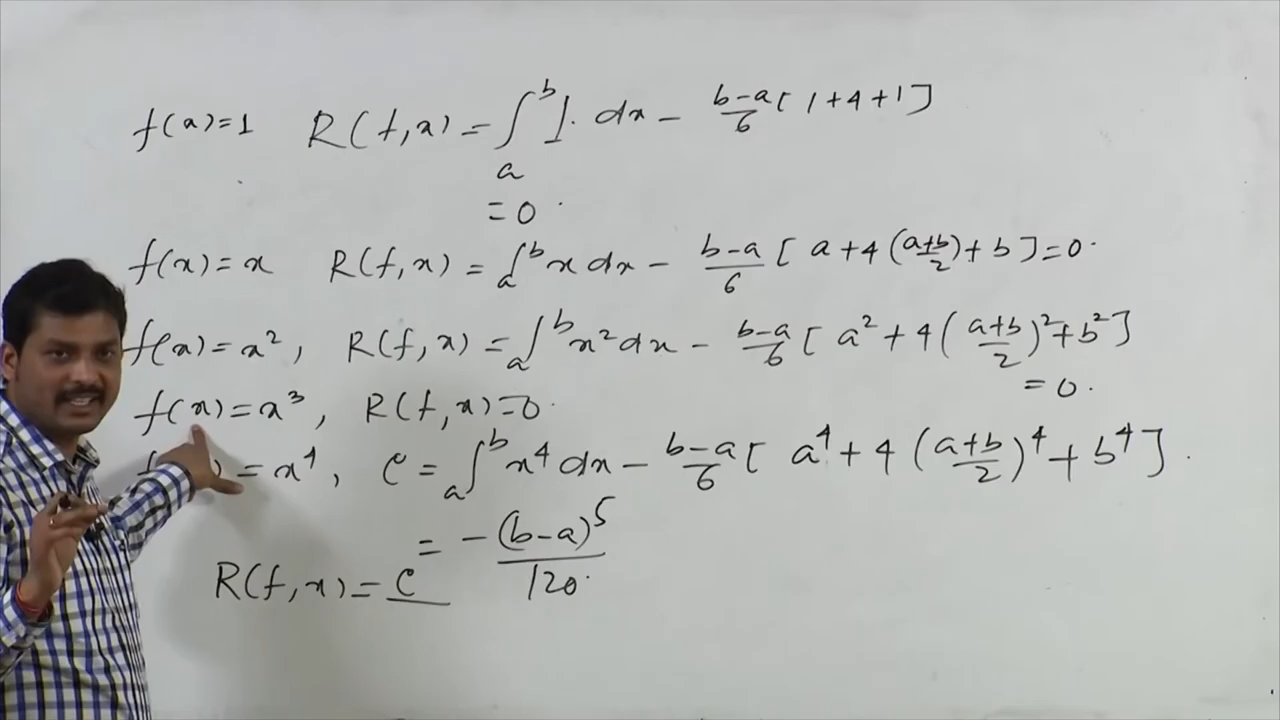 f(x)=1 R(f,x) = ∫_a^b 1. dx – (b-a)/6 [1+4+1]
= 0.
f(x) = x R(f,x) = ∫_a^b x dx – (b-a)/6 [a+4((a+b)/2)+b] = 0.
f(x) = x², R(f,x) = ∫_a^b x² dx – (b-a)/6 [a²+4((a+b)/2)²+b²]
= 0.
f(x) = x³, R(f,x) = 0.
= x⁴, c = ∫_a^b x⁴ dx – (b-a)/6 [a⁴+4((a+b)/2)⁴+b⁴].
= -(b-a)⁵/120.
R(f,x) = c